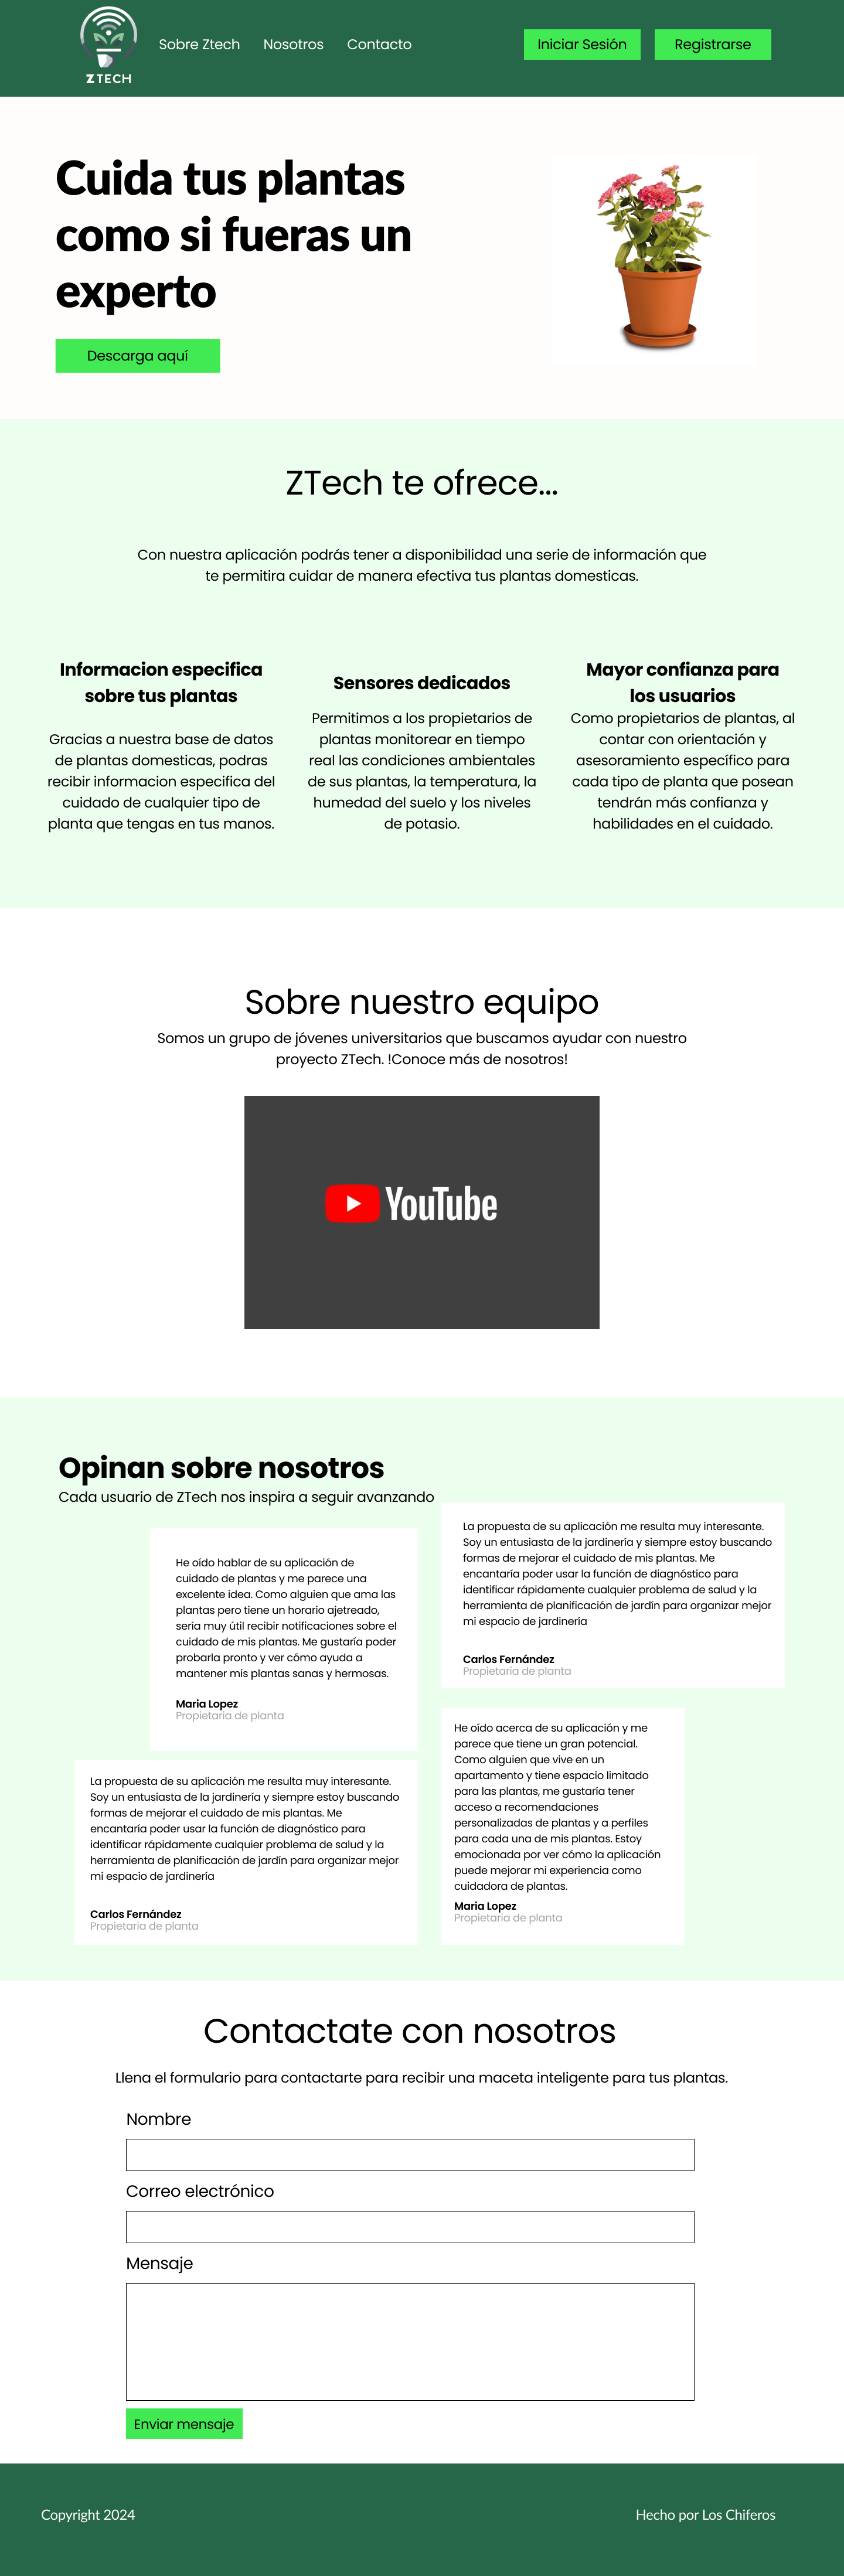 ZTECH
Sobre Ztech
Nosotros
Contacto
Iniciar Sesión
Registrarse
Cuida tus plantas
como si fueras un
experto
Descarga aquí
ZTech te ofrece...
Con nuestra aplicación podrás tener a disponibilidad una serie de información que
te permitira cuidar de manera efectiva tus plantas domesticas.
Informacion especifica
sobre tus plantas
Gracias a nuestra base de datos
de plantas domesticas, podras
recibir informacion especifica del
cuidado de cualquier tipo de
planta que tengas en tus manos.
Sensores dedicados
Permitimos a los propietarios de
plantas monitorear en tiempo
real las condiciones ambientales
de sus plantas, la temperatura, la
humedad del suelo y los niveles
de potasio.
Mayor confianza para
los usuarios
Como propietarios de plantas, al
contar con orientación y
asesoramiento específico para
cada tipo de planta que posean
tendrán más confianza y
habilidades en el cuidado.
Sobre nuestro equipo
Somos un grupo de jóvenes universitarios que buscamos ayudar con nuestro
proyecto ZTech. !Conoce más de nosotros!
YouTube
Opinan sobre nosotros
Cada usuario de ZTech nos inspira a seguir avanzando
He oído hablar de su aplicación de
cuidado de plantas y me parece una
excelente idea. Como alguien que ama las
plantas pero tiene un horario ajetreado,
sería muy útil recibir notificaciones sobre el
cuidado de mis plantas. Me gustaría poder
probarla pronto y ver cómo ayuda a
mantener mis plantas sanas y hermosas.
Maria Lopez
Propietaria de planta
La propuesta de su aplicación me resulta muy interesante.
Soy un entusiasta de la jardinería y siempre estoy buscando
formas de mejorar el cuidado de mis plantas. Me
encantaría poder usar la función de diagnóstico para
identificar rápidamente cualquier problema de salud y la
herramienta de planificación de jardín para organizar mejor
mi espacio de jardinería
Carlos Fernández
Propietaria de planta
La propuesta de su aplicación me resulta muy interesante.
Soy un entusiasta de la jardinería y siempre estoy buscando
formas de mejorar el cuidado de mis plantas. Me
encantaría poder usar la función de diagnóstico para
identificar rápidamente cualquier problema de salud y la
herramienta de planificación de jardín para organizar mejor
mi espacio de jardinería
Carlos Fernández
Propietaria de planta
He oído acerca de su aplicación y me
parece que tiene un gran potencial.
Como alguien que vive en un
apartamento y tiene espacio limitado
para las plantas, me gustaría tener
acceso a recomendaciones
personalizadas de plantas y a perfiles
para cada una de mis plantas. Estoy
emocionada por ver cómo la aplicación
puede mejorar mi experiencia como
cuidadora de plantas.
Maria Lopez
Propietaria de planta
Contactate con nosotros
Llena el formulario para contactarte para recibir una maceta inteligente para tus plantas.
Nombre
Correo electrónico
Mensaje
Enviar mensaje
Copyright 2024
Hecho por Los Chiferos